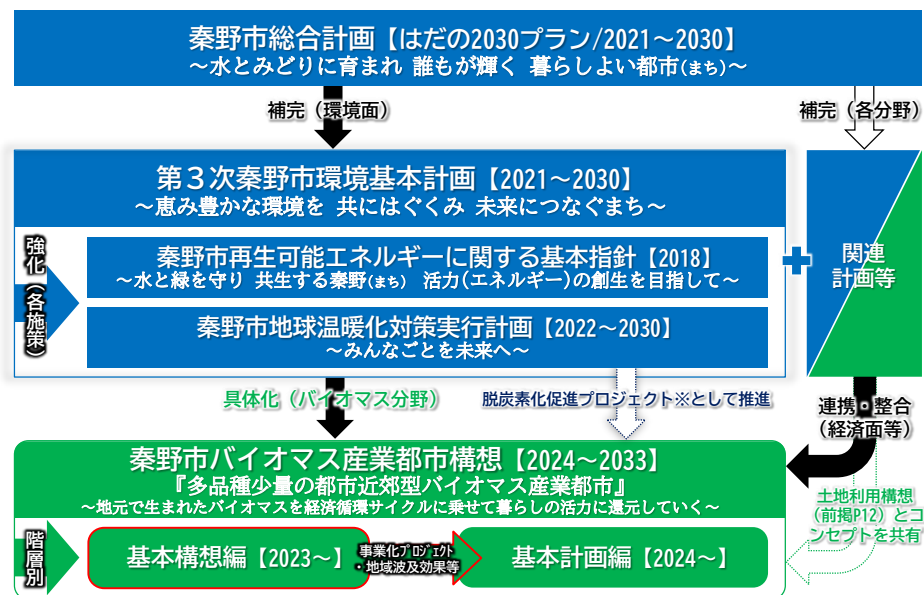 秦野市総合計画【はだの2030プラン/2021～2030】
～水とみどりに育まれ 誰もが輝く 暮らしよい都市(まち)～
補完（環境面）
補完（各分野）
第３次秦野市環境基本計画【2021～2030】
～恵み豊かな環境を 共にはぐくみ 未来につなぐまち～
強化（各施策）
秦野市再生可能エネルギーに関する基本指針【2018】
～水と緑を守り 共生する秦野(まち) 活力(エネルギー)の創生を目指して～
秦野市地球温暖化対策実行計画【2022～2030】
～みんなごとを未来へ～
関連
計画等
具体化（バイオマス分野）
脱炭素化促進プロジェクト※として推進
連携・整合
（経済面等）
秦野市バイオマス産業都市構想【2024～2033】
『多品種少量の都市近郊型バイオマス産業都市』
～地元で生まれたバイオマスを経済循環サイクルに乗せて暮らしの活力に還元していく～
土地利用構想
（前掲P12）とコ
ンセプトを共有
階層別
基本構想編【2023～】
事業化ﾌﾟﾛｼﾞｪｸﾄ
・地域波及効果等
基本計画編【2024～】